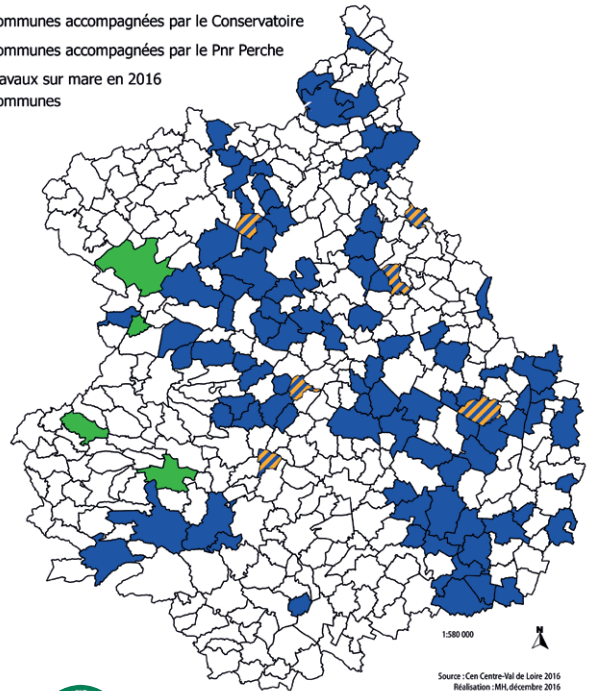 ommunes accompagnées par le Conservatoire
ommunes accompagnées par le Pnr Perche
avaux sur mare en 2016
ommunes
1:580 000
N
Source : Cen Centre-Val de Loire 2016
Réalisation : MH, décembre 2016